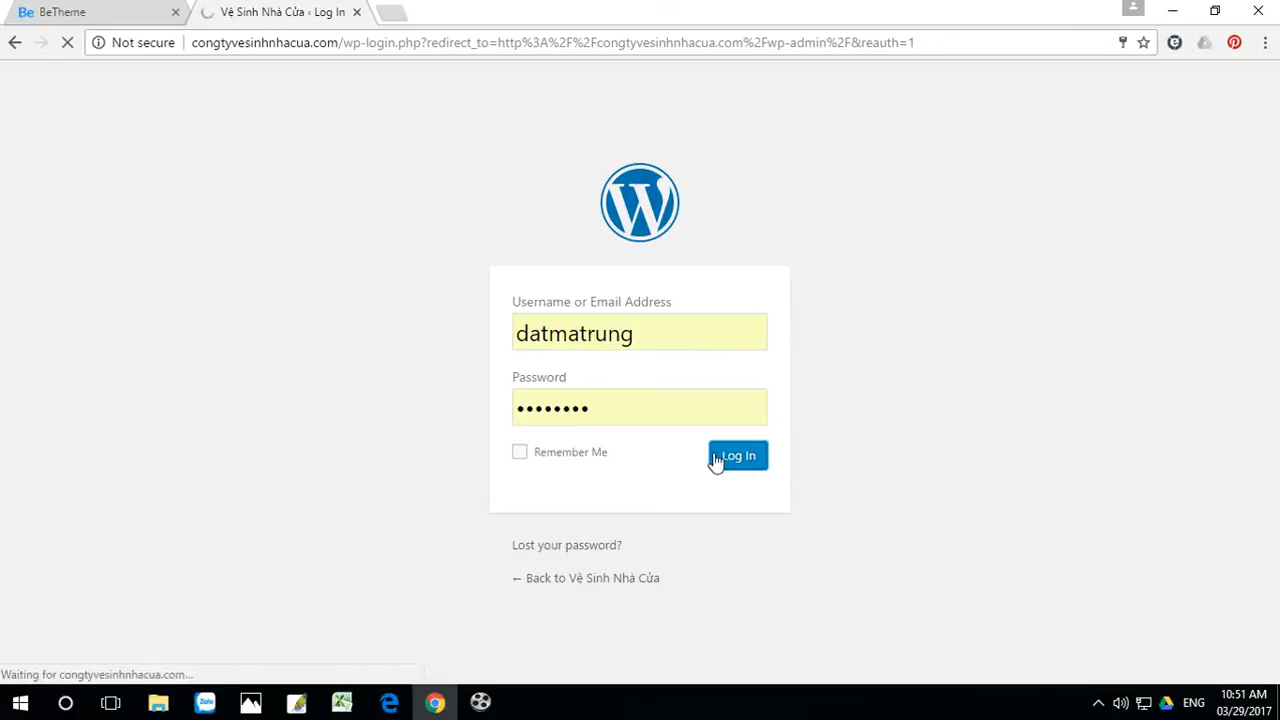 BeTheme
Vệ Sinh Nhà Cửa ‹ Log In
Not secure
congtyvesinhnhacua.com/wp-login.php?redirect_to=http%3A%2F%2Fcongtyvesinhnhacua.com%2Fwp-admin%2F&reauth=1
Username or Email Address
datmatrung
Password
••••••••
Remember Me
Log In
Lost your password?
← Back to Vệ Sinh Nhà Cửa
Waiting for congtyvesinhnhacua.com...
Zalo
ENG
10:51 AM
03/29/2017